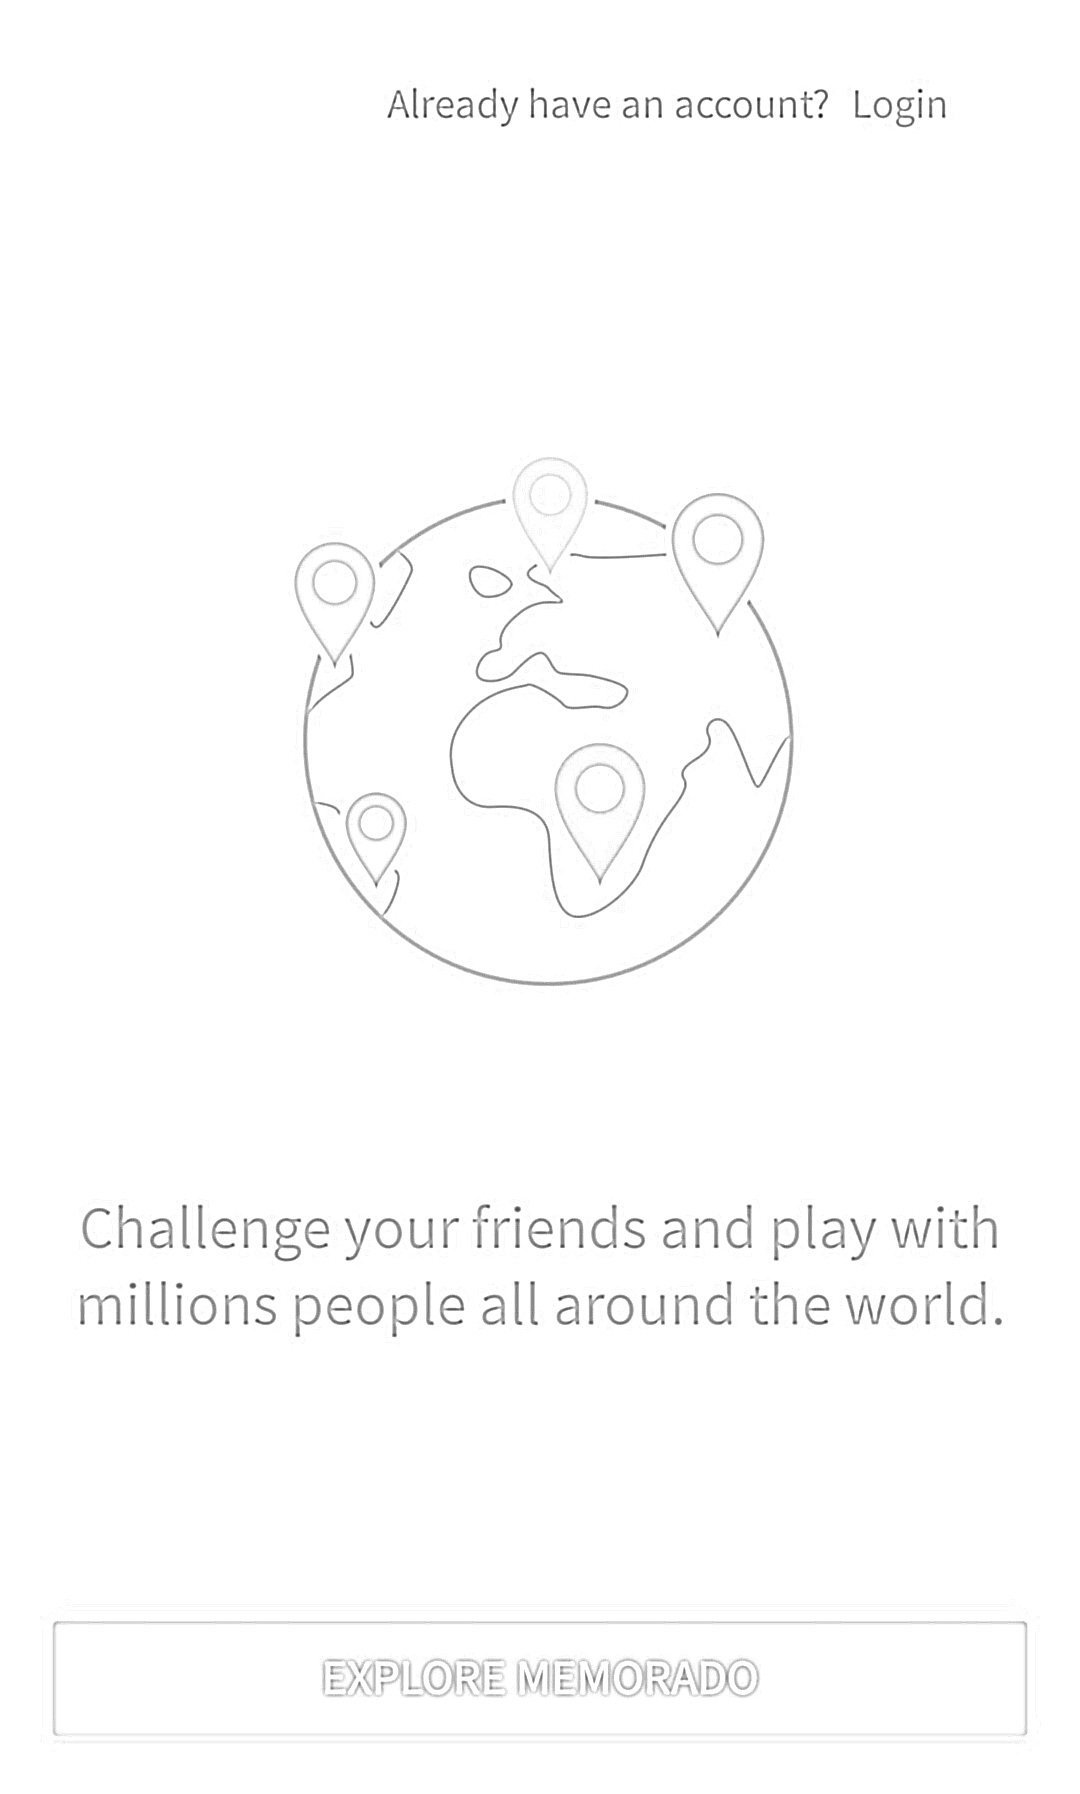 Already have an account? Login
Challenge your friends and play with
millions people all around the world.
EXPLORE MEMORADO